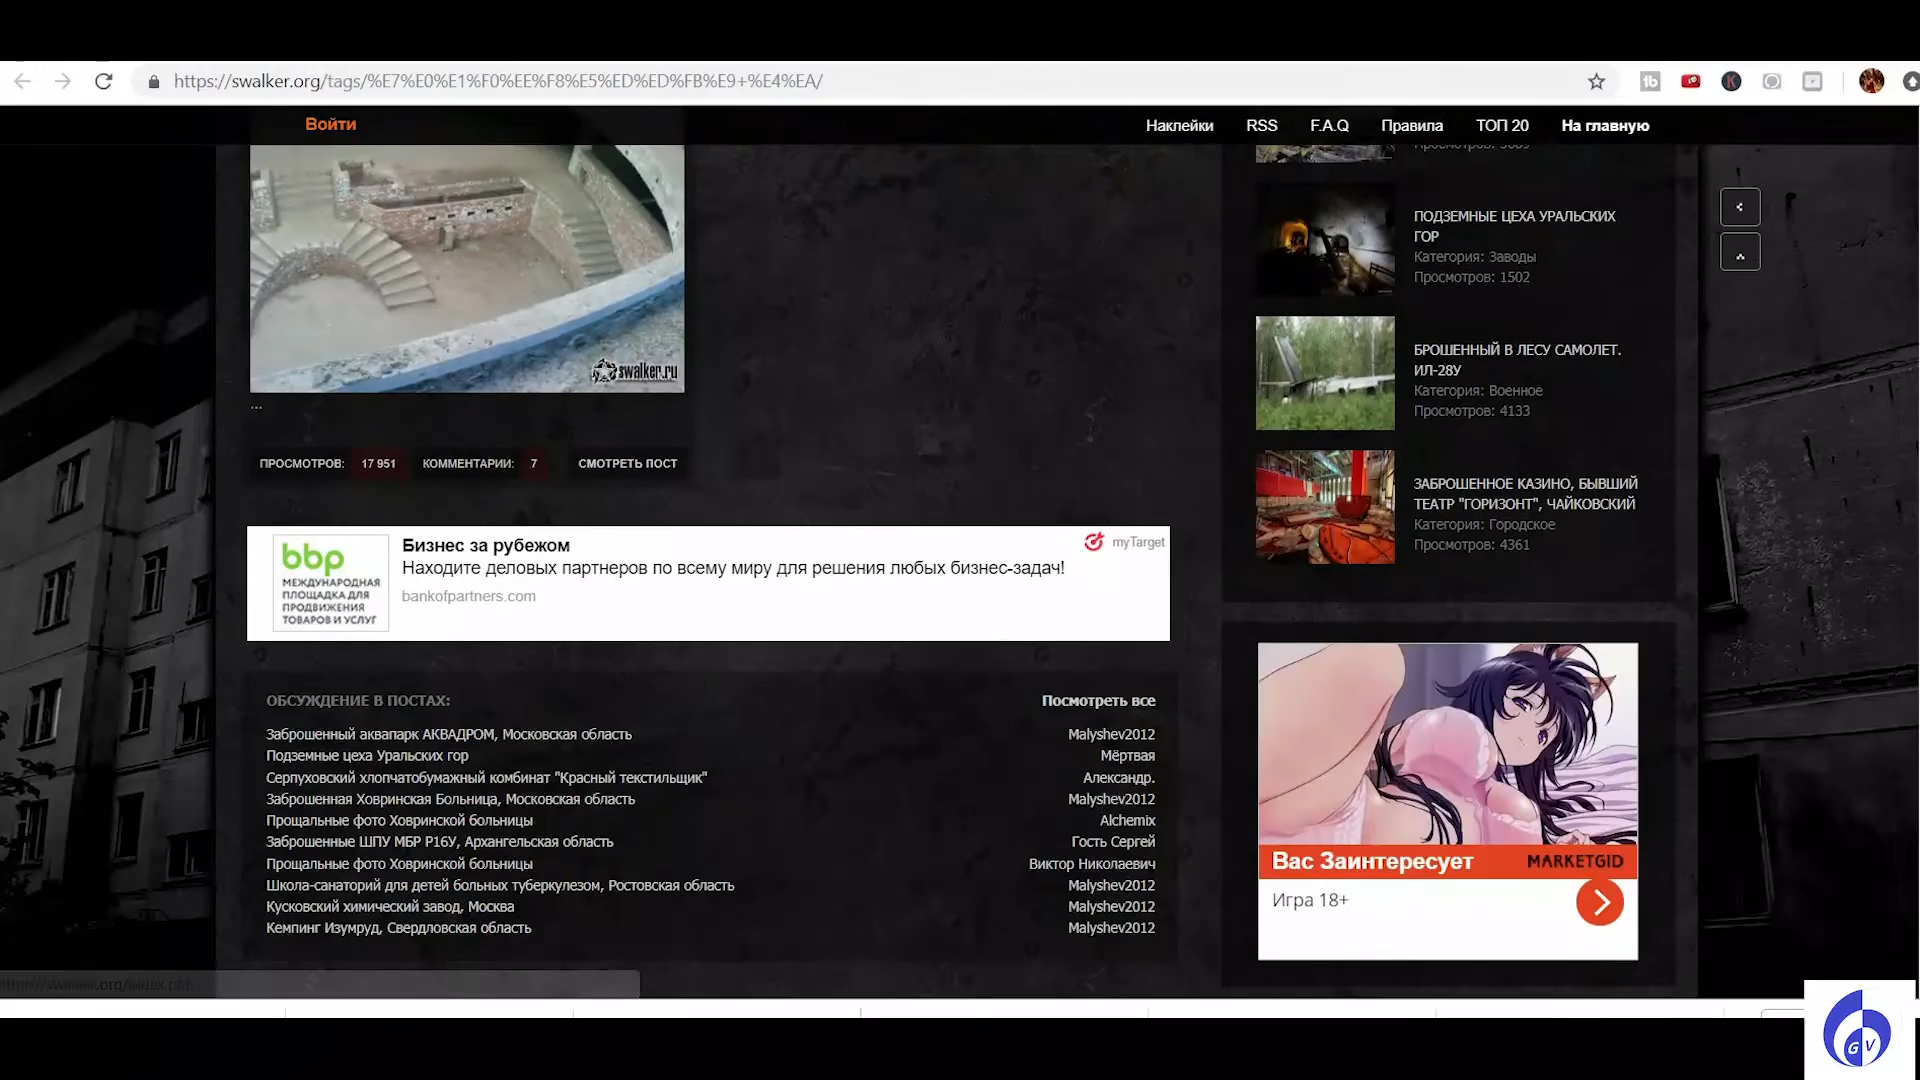 https://swalker.org/tags/%E7%E0%E1%F0%EE%F8%E5%ED%ED%FB%E9+%E4%EA/
Войти
Наклейки RSS F.A.Q Правила ТОП 20 На главную
swalker.ru
...
ПРОСМОТРОВ: 17 951 КОММЕНТАРИИ: 7 СМОТРЕТЬ ПОСТ
Просмотров: 3889
ПОДЗЕМНЫЕ ЦЕХА УРАЛЬСКИХ
ГОР
Категория: Заводы
Просмотров: 1502
БРОШЕННЫЙ В ЛЕСУ САМОЛЕТ.
ИЛ-28У
Категория: Военное
Просмотров: 4133
ЗАБРОШЕННОЕ КАЗИНО, БЫВШИЙ
ТЕАТР "ГОРИЗОНТ", ЧАЙКОВСКИЙ
Категория: Городское
Просмотров: 4361
bbp
МЕЖДУНАРОДНАЯ
ПЛОЩАДКА ДЛЯ
ПРОДВИЖЕНИЯ
ТОВАРОВ И УСЛУГ
Бизнес за рубежом
myTarget
Находите деловых партнеров по всему миру для решения любых бизнес-задач!
bankofpartners.com
ОБСУЖДЕНИЕ В ПОСТАХ: Посмотреть все
Заброшенный аквапарк АКВАДРОМ, Московская область Malyshev2012
Подземные цеха Уральских гор Мёртвая
Серпуховский хлопчатобумажный комбинат "Красный текстильщик" Александр.
Заброшенная Ховринская Больница, Московская область Malyshev2012
Прощальные фото Ховринской больницы Alchemix
Заброшенные ШПУ МБР Р16У, Архангельская область Гость Сергей
Прощальные фото Ховринской больницы Виктор Николаевич
Школа-санаторий для детей больных туберкулезом, Ростовская область Malyshev2012
Кусковский химический завод, Москва Malyshev2012
Кемпинг Изумруд, Свердловская область Malyshev2012
Вас Заинтересует MARKETGID
Игра 18+
GV